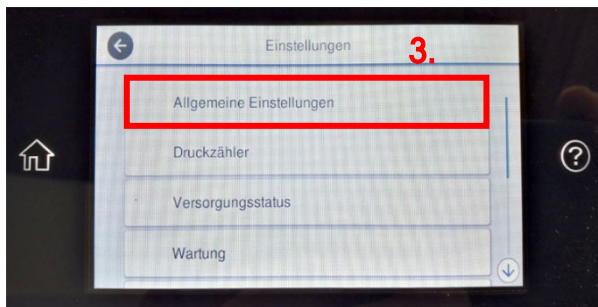 Einstellungen
3.
Allgemeine Einstellungen
Druckzähler
Versorgungsstatus
Wartung